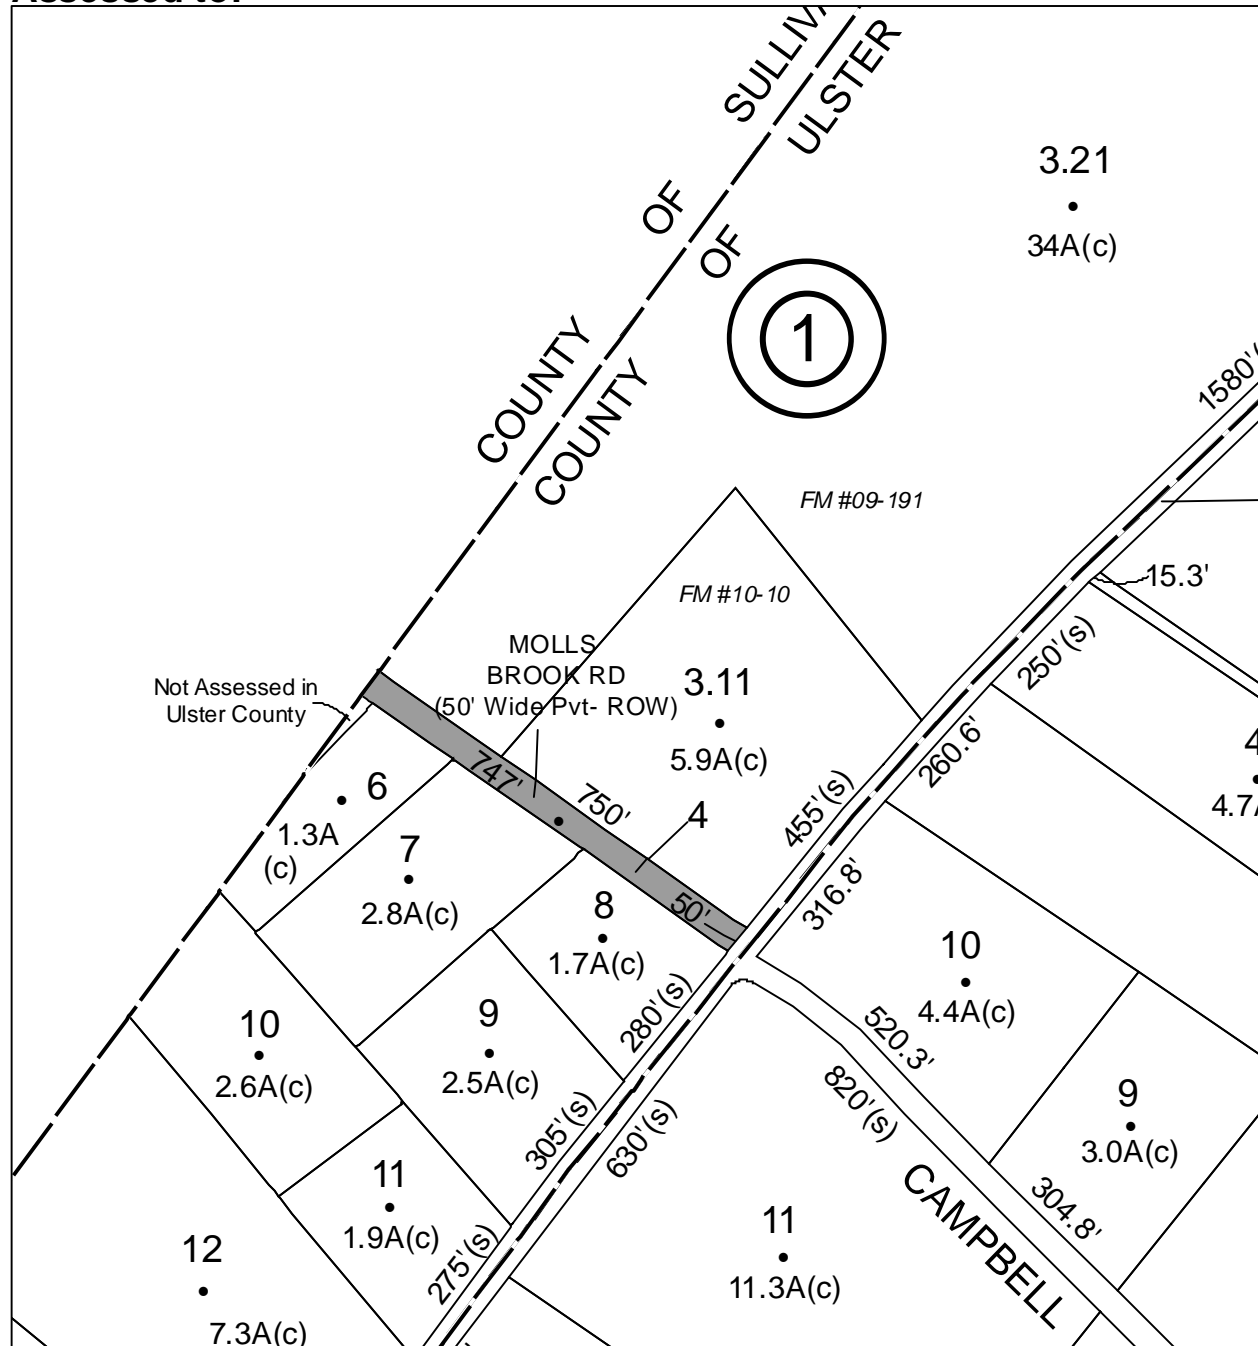 COUNTY OF
COUNTY OF ULSTER
3.21
34A(c)
1
FM #09-191
FM #10-10
15.3'
250'(s)
MOLLS
BROOK RD
(50' Wide Pvt- ROW)
3.11
5.9A(c)
Not Assessed in
Ulster County
260.6'
747'
750'
4
455'(s)
6
1.3A
(c)
7
2.8A(c)
50'
8
1.7A(c)
316.8'
10
4.4A(c)
280'(s)
520.3'
10
2.6A(c)
9
2.5A(c)
820'(s)
9
3.0A(c)
305'(s)
630'(s)
11
1.9A(c)
CAMPBELL
304.8'
12
7.3A(c)
275'(s)
11
11.3A(c)